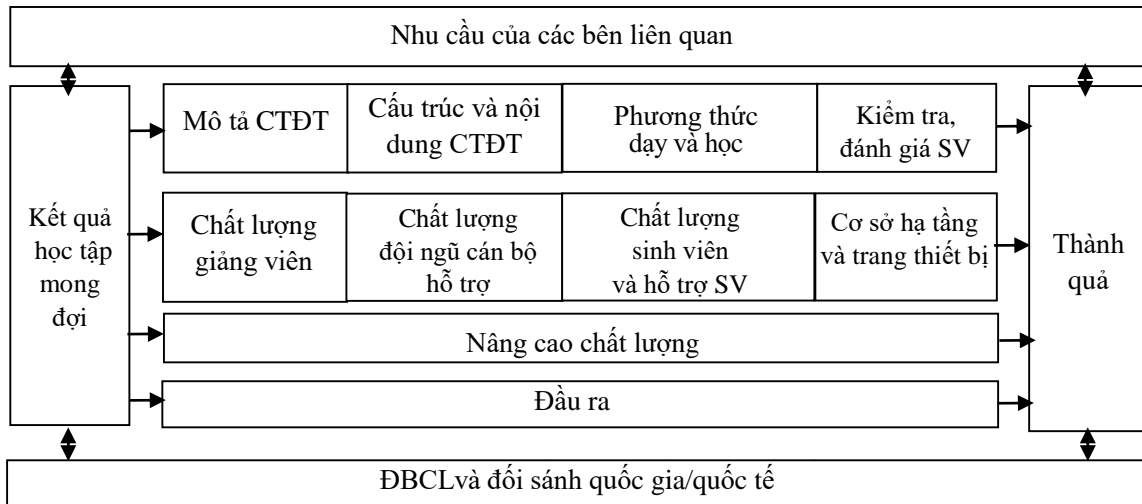 Nhu cầu của các bên liên quan
Kết quả
học tập
mong
đợi
Mô tả CTĐT
Cấu trúc và nội
dung CTĐT
Phương thức
dạy và học
Kiểm tra,
đánh giá SV
Chất lượng
giảng viên
Chất lượng
đội ngũ cán bộ
hỗ trợ
Chất lượng
sinh viên
và hỗ trợ SV
Cơ sở hạ tầng
và trang thiết bị
Nâng cao chất lượng
Đầu ra
Thành
quả
ĐBCLvà đối sánh quốc gia/quốc tế